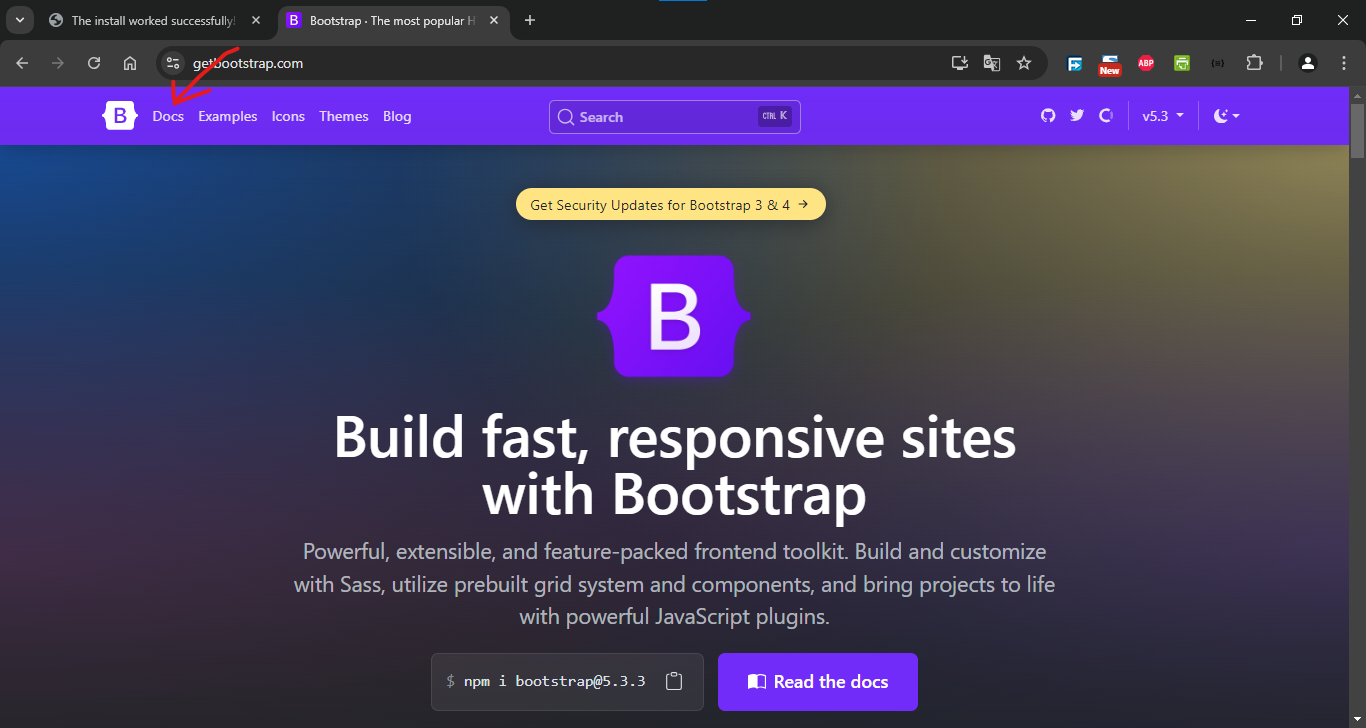 The install worked successfully!
Bootstrap · The most popular H
getbootstrap.com
New
ABP
B
Docs
Examples
Icons
Themes
Blog
Search
CTRL K
v5.3
Get Security Updates for Bootstrap 3 & 4 →
B
Build fast, responsive sites
with Bootstrap
Powerful, extensible, and feature-packed frontend toolkit. Build and customize
with Sass, utilize prebuilt grid system and components, and bring projects to life
with powerful JavaScript plugins.
$ npm i bootstrap@5.3.3
Read the docs